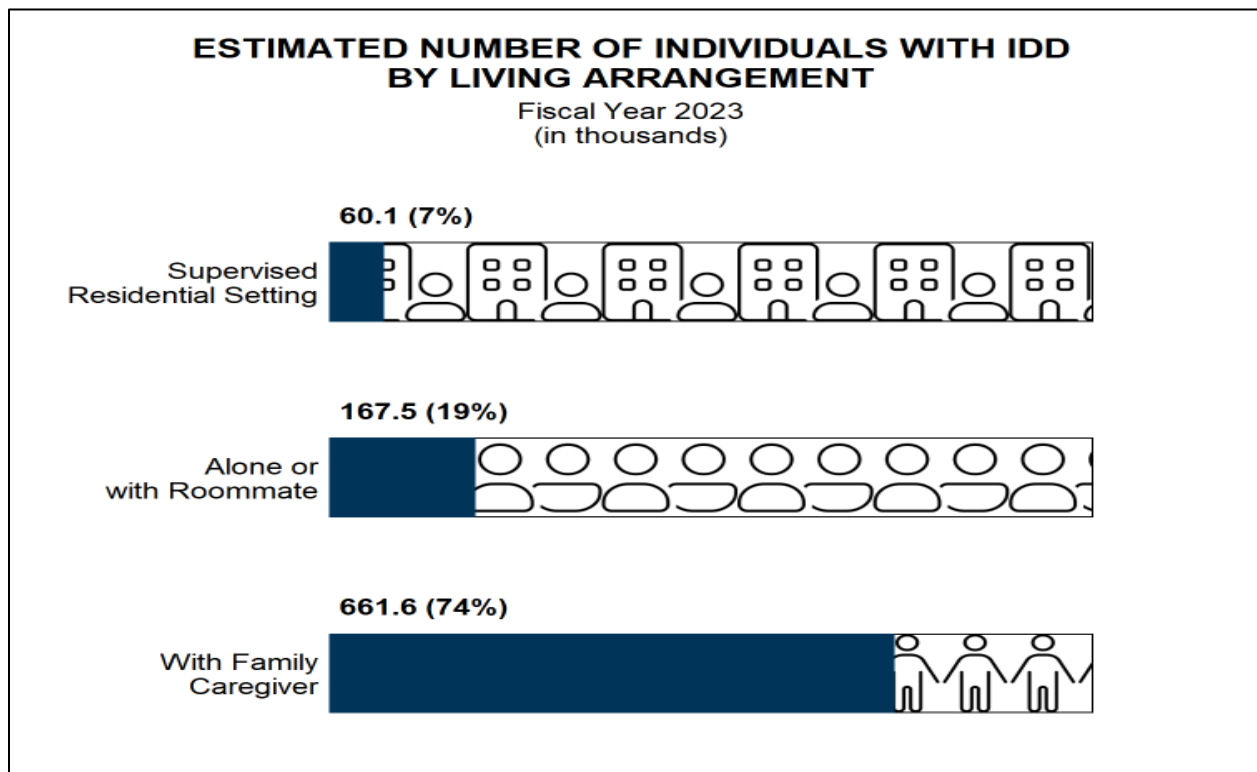 ESTIMATED NUMBER OF INDIVIDUALS WITH IDD
BY LIVING ARRANGEMENT
Fiscal Year 2023
(in thousands)
60.1 (7%)
Supervised
Residential Setting
167.5 (19%)
Alone or
with Roommate
661.6 (74%)
With Family
Caregiver